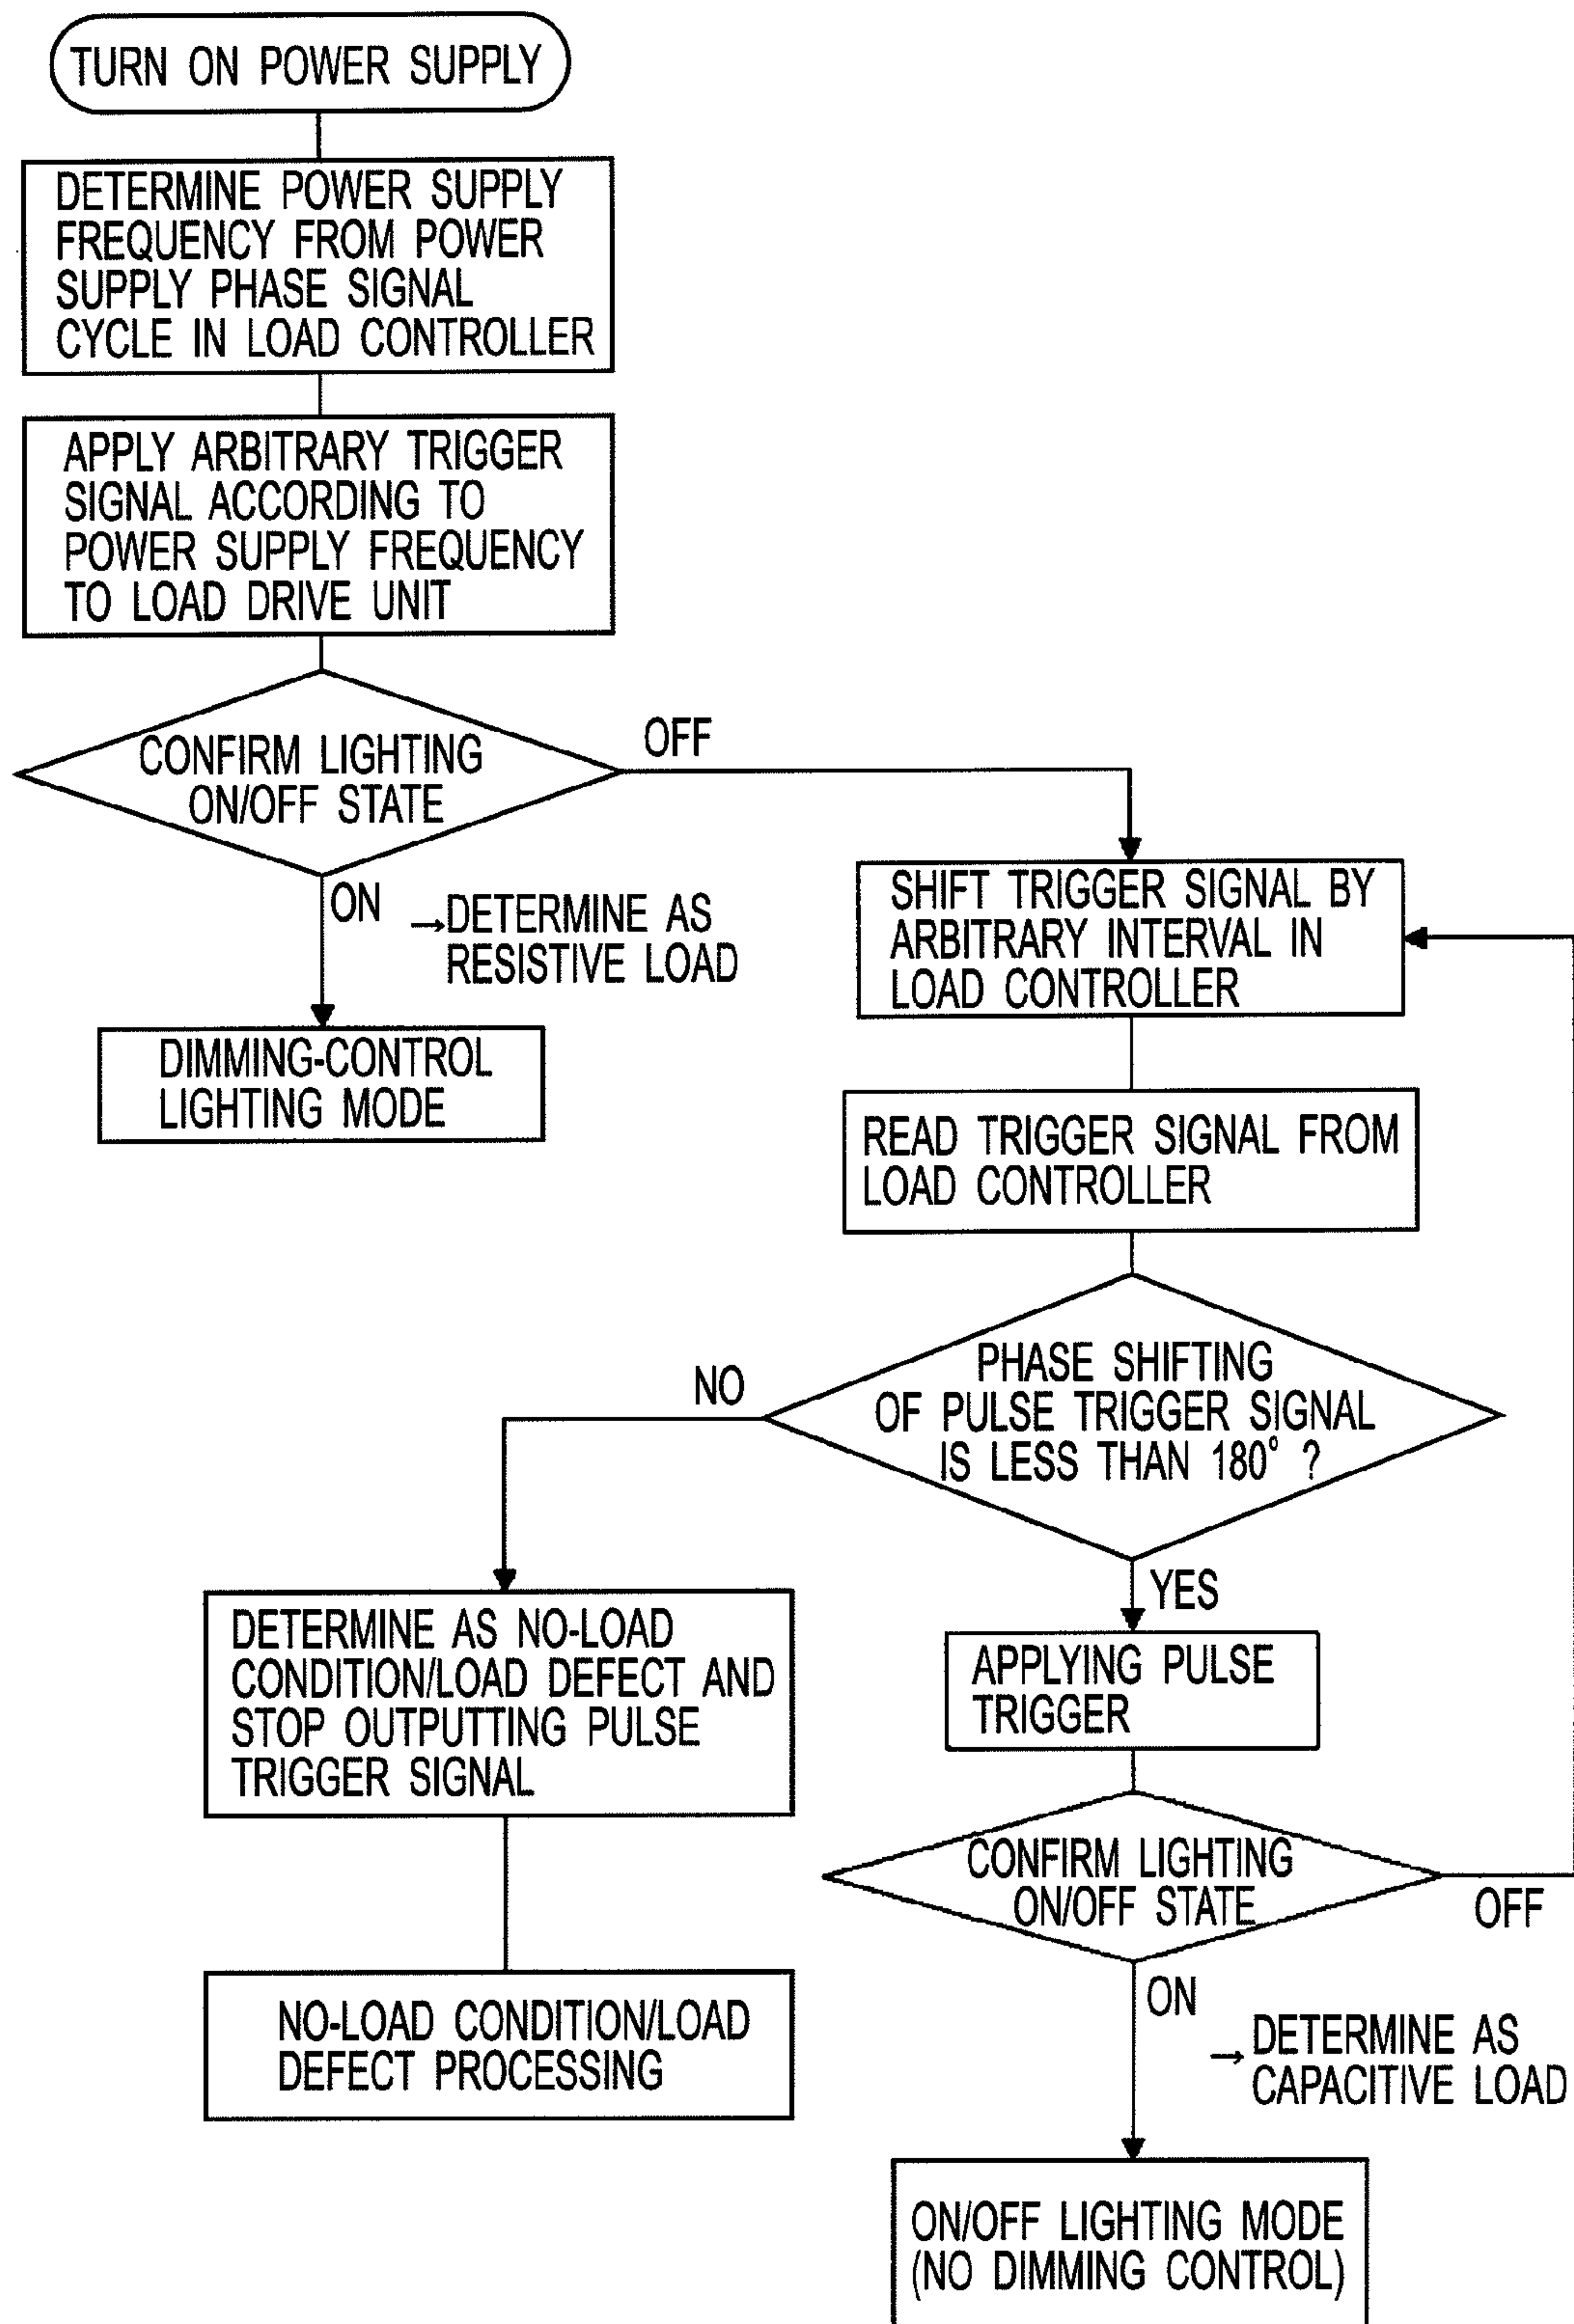 TURN ON POWER SUPPLY
DETERMINE POWER SUPPLY
FREQUENCY FROM POWER
SUPPLY PHASE SIGNAL
CYCLE IN LOAD CONTROLLER
APPLY ARBITRARY TRIGGER
SIGNAL ACCORDING TO
POWER SUPPLY FREQUENCY
TO LOAD DRIVE UNIT
CONFIRM LIGHTING
ON/OFF STATE
OFF
ON
→DETERMINE AS
RESISTIVE LOAD
DIMMING-CONTROL
LIGHTING MODE
SHIFT TRIGGER SIGNAL BY
ARBITRARY INTERVAL IN
LOAD CONTROLLER
READ TRIGGER SIGNAL FROM
LOAD CONTROLLER
PHASE SHIFTING
OF PULSE TRIGGER SIGNAL
IS LESS THAN 180° ?
NO
YES
DETERMINE AS NO-LOAD
CONDITION/LOAD DEFECT AND
STOP OUTPUTTING PULSE
TRIGGER SIGNAL
NO-LOAD CONDITION/LOAD
DEFECT PROCESSING
APPLYING PULSE
TRIGGER
CONFIRM LIGHTING
ON/OFF STATE
OFF
ON
→DETERMINE AS
CAPACITIVE LOAD
ON/OFF LIGHTING MODE
(NO DIMMING CONTROL)